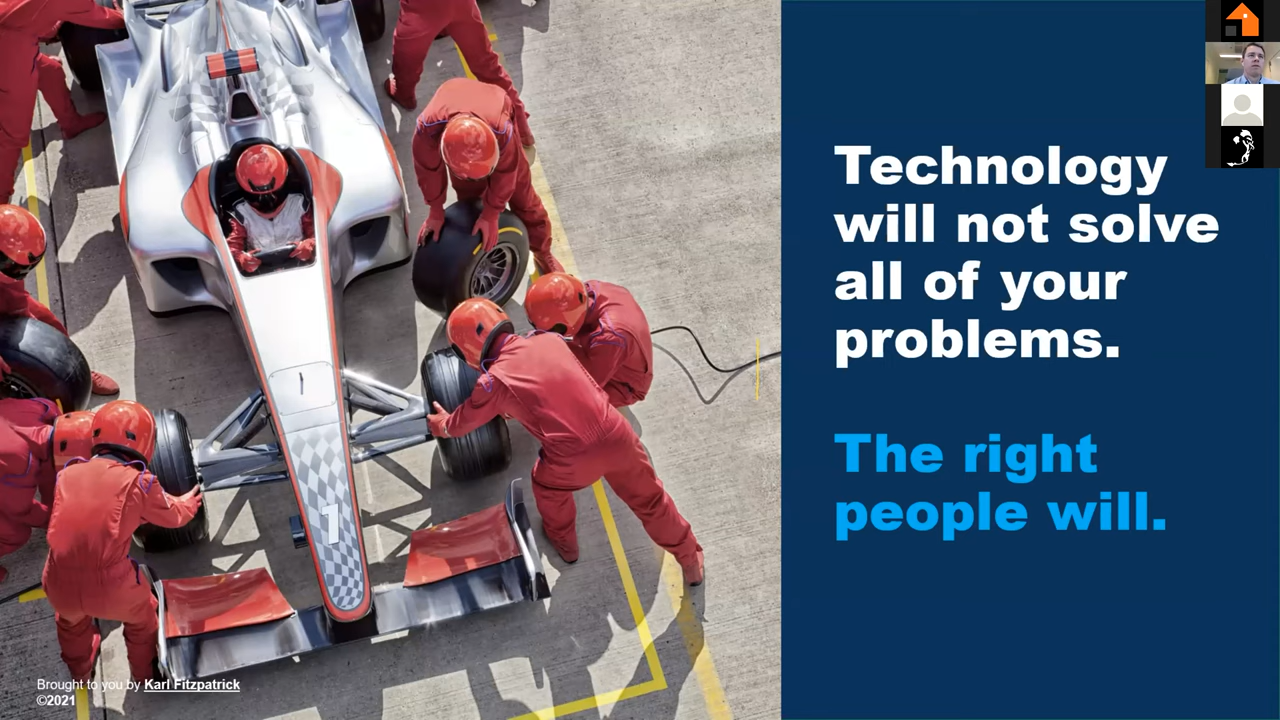 Technology
will not solve
all of your
problems.
The right
people will.
1
Brought to you by Karl Fitzpatrick
©2021